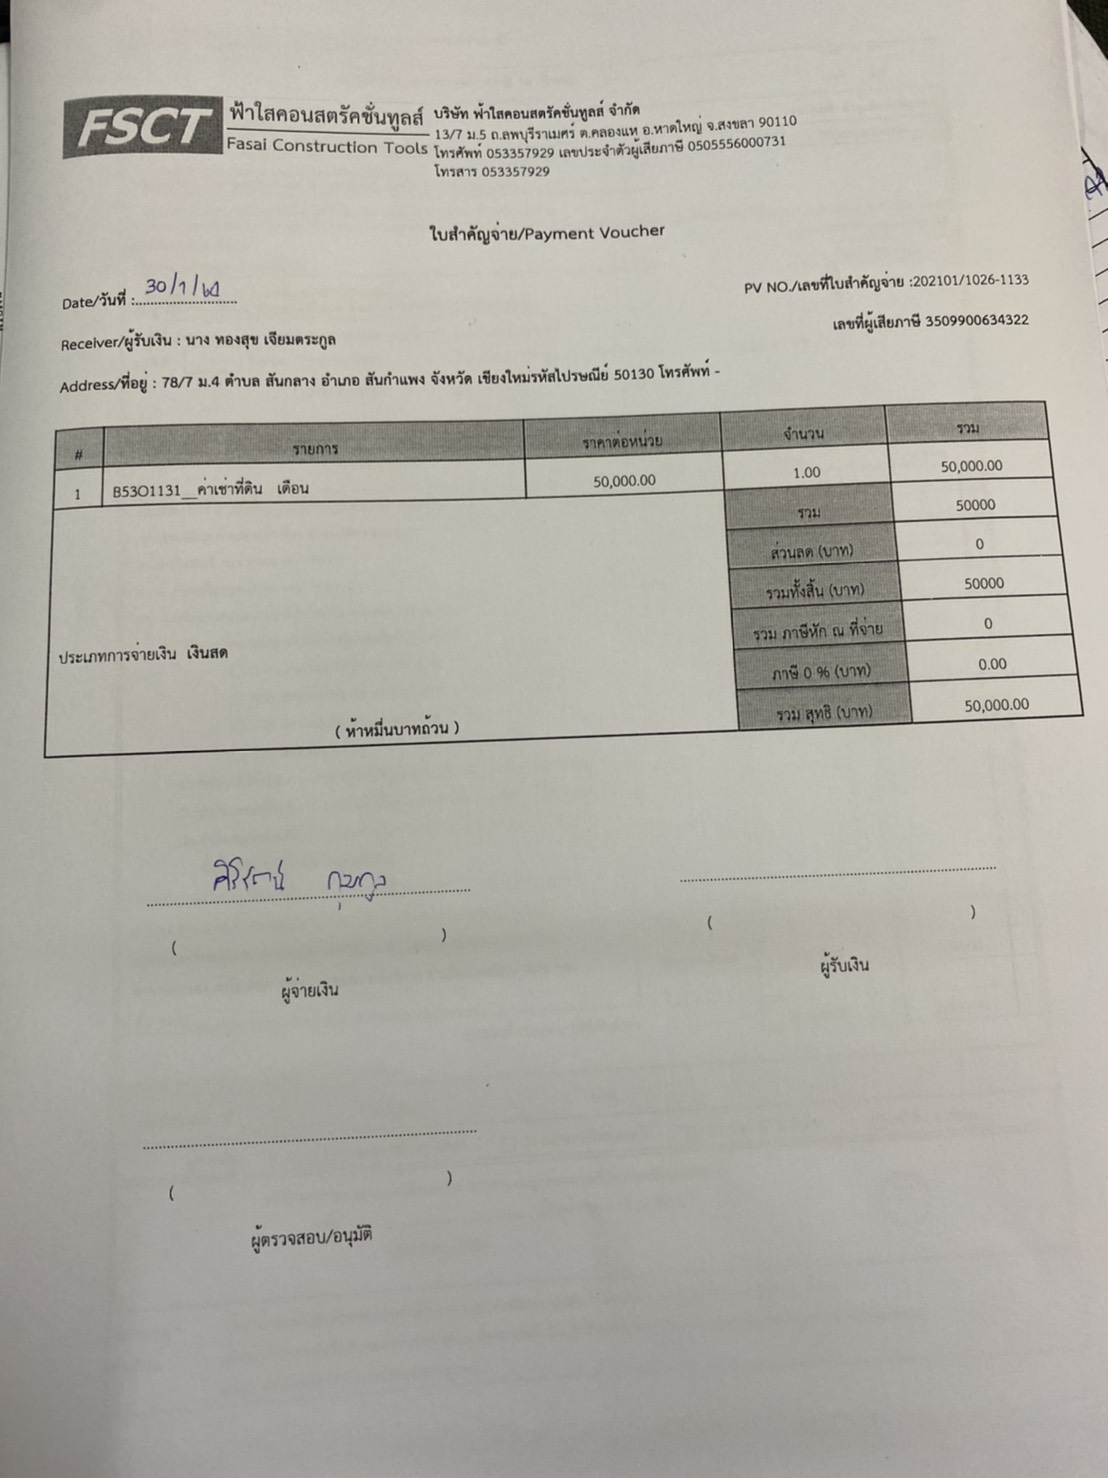 FSCT
ฟ้าใสคอนสตรัคชั่นทูลส์
Fasai Construction Tools
บริษัท ฟ้าใสคอนสตรัคชั่นทูลส์ จำกัด
13/7 ม.5 ถ.ลพบุรีราเมศร์ ต.คลองแห อ.หาดใหญ่ จ.สงขลา 90110
โทรศัพท์ 053357929 เลขประจำตัวผู้เสียภาษี 0505556000731
โทรสาร 053357929
ใบสำคัญจ่าย/Payment Voucher
Date/วันที่ : 30/1/64
PV NO./เลขที่ใบสำคัญจ่าย :202101/1026-1133
Receiver/ผู้รับเงิน : นาง ทองสุข เจียมตระกูล
เลขที่ผู้เสียภาษี 3509900634322
Address/ที่อยู่ : 78/7 ม.4 ตำบล สันกลาง อำเภอ สันกำแพง จังหวัด เชียงใหม่รหัสไปรษณีย์ 50130 โทรศัพท์ -
# รายการ ราคาต่อหน่วย จำนวน รวม
1 B53O1131__ค่าเช่าที่ดิน เดือน 50,000.00 1.00 50,000.00
รวม 50000
ส่วนลด (บาท) 0
รวมทั้งสิ้น (บาท) 50000
รวม ภาษีหัก ณ ที่จ่าย 0
ประเภทการจ่ายเงิน เงินสด
ภาษี 0 % (บาท) 0.00
( ห้าหมื่นบาทถ้วน )
รวม สุทธิ (บาท) 50,000.00
( )
( )
ผู้จ่ายเงิน
ผู้รับเงิน
( )
ผู้ตรวจสอบ/อนุมัติ